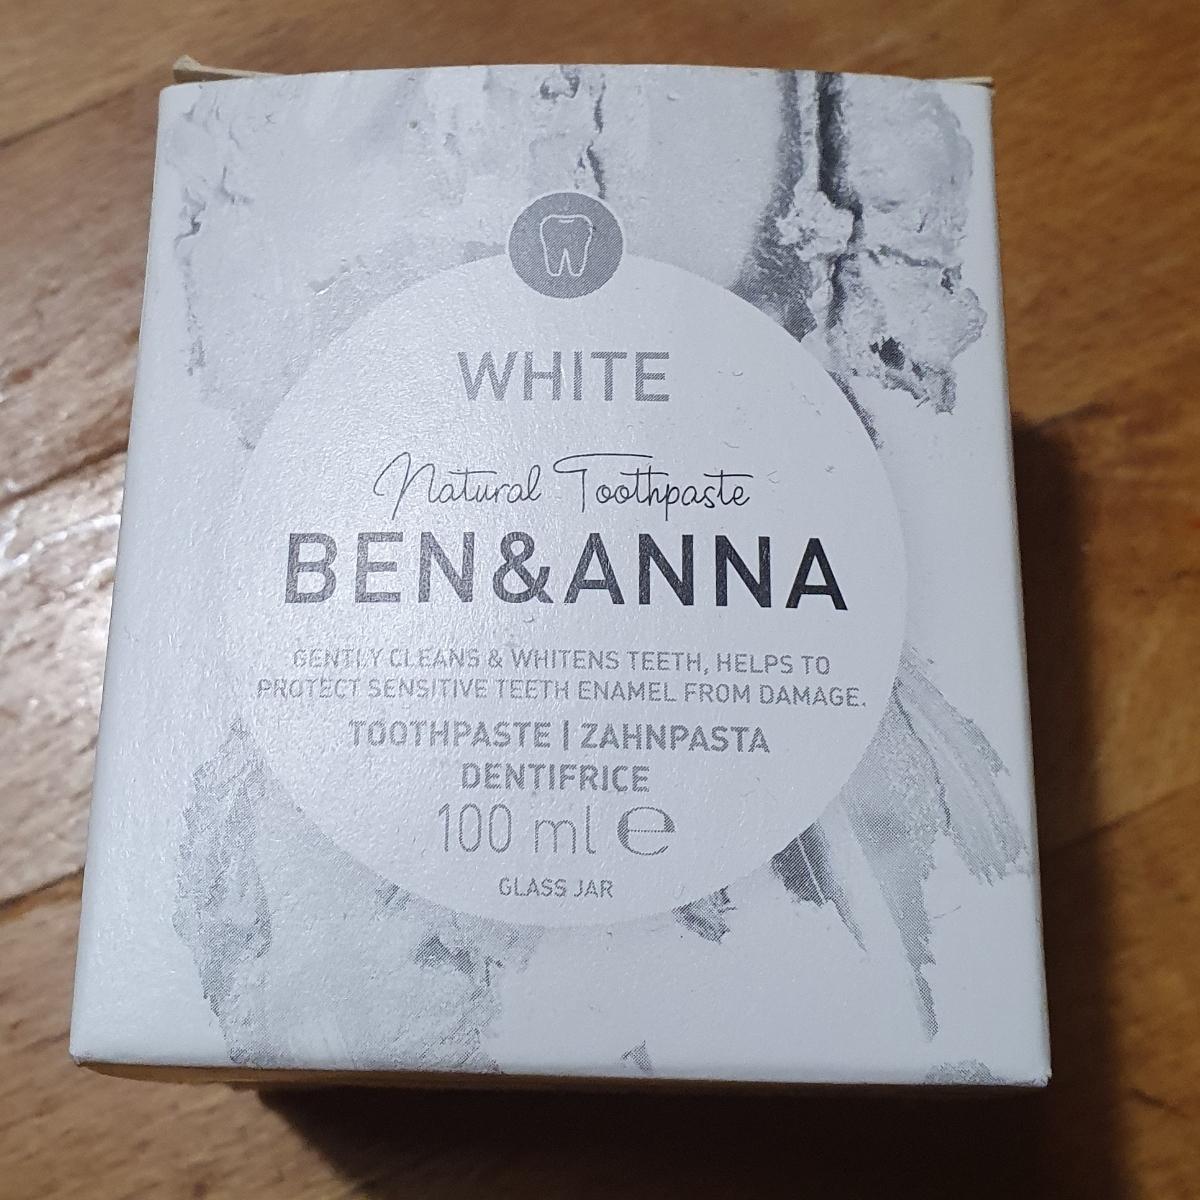 WHITE
Natural Toothpaste
BEN&ANNA
GENTLY CLEANS & WHITENS TEETH, HELPS TO
PROTECT SENSITIVE TEETH ENAMEL FROM DAMAGE.
TOOTHPASTE | ZAHNPASTA
DENTIFRICE
100 ml ℮
GLASS JAR